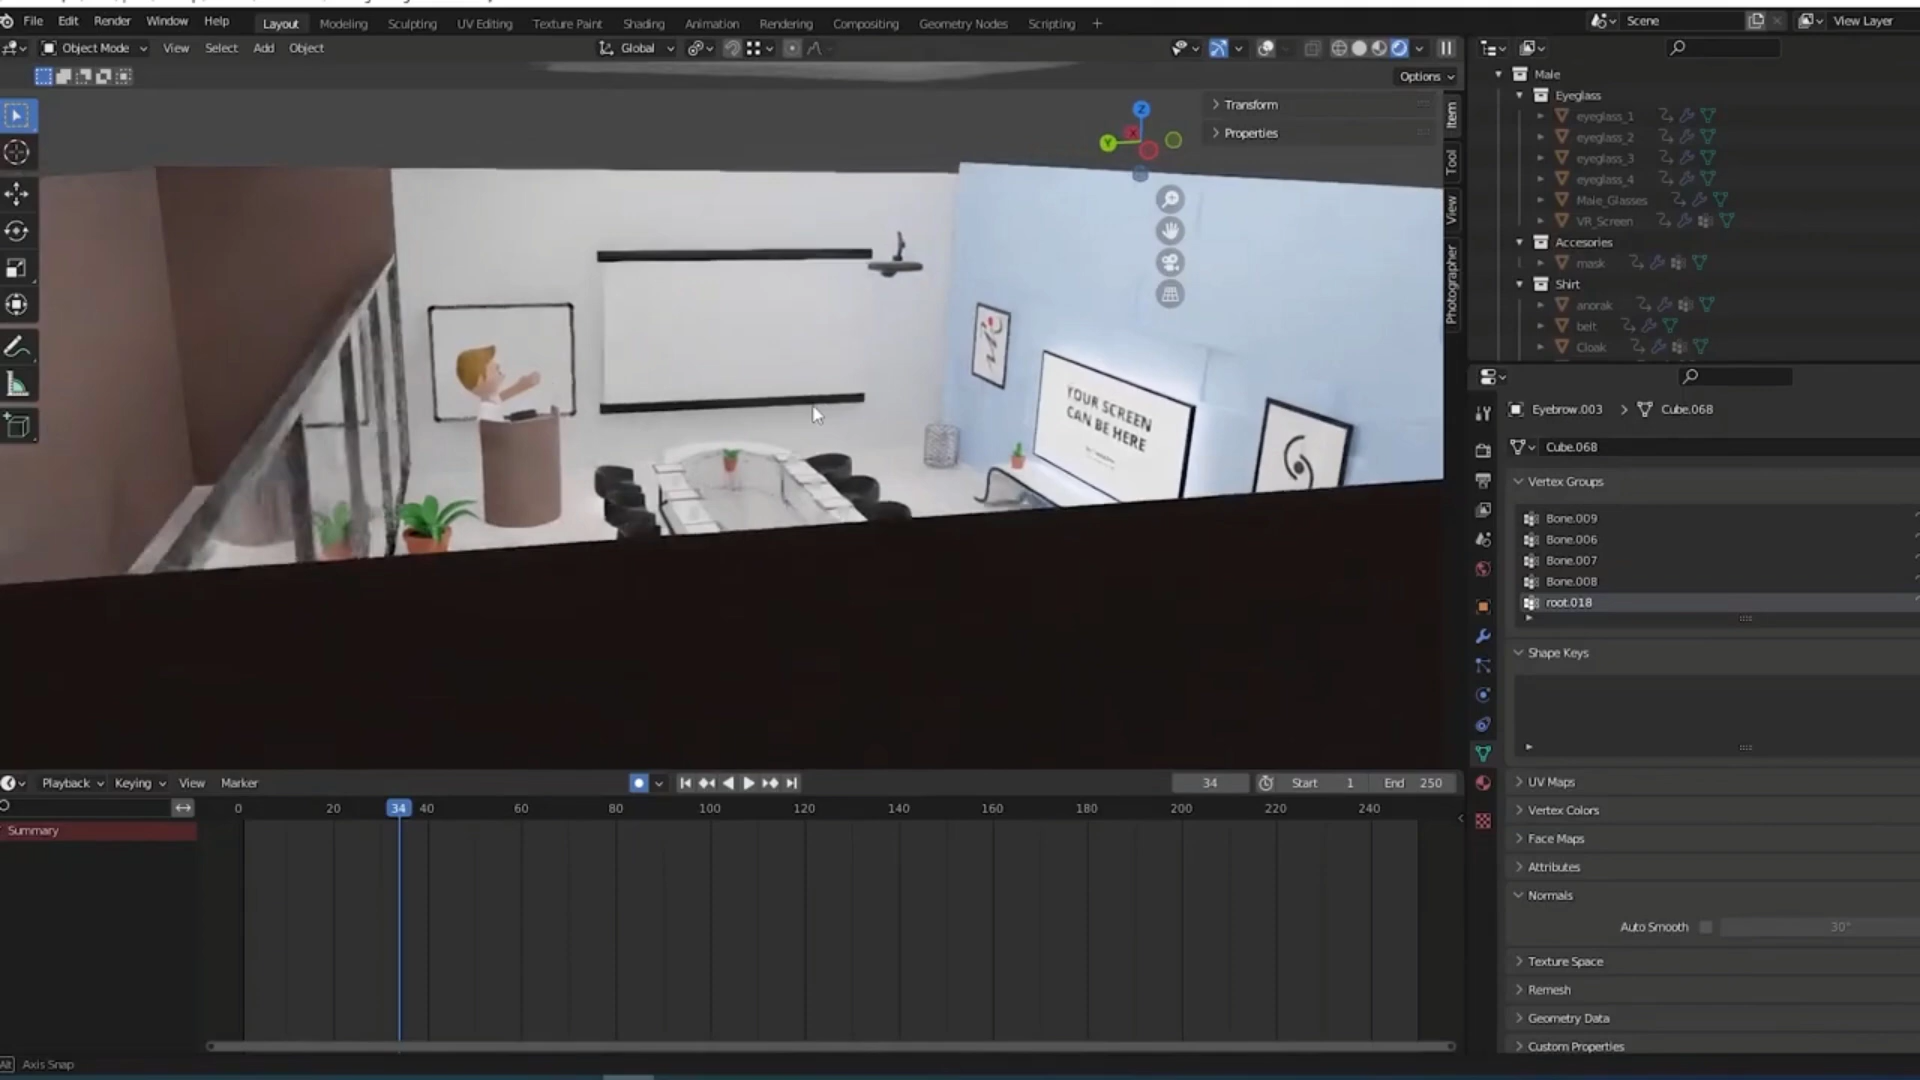 File Edit Render Window Help Layout Modeling Sculpting UV Editing Texture Paint Shading Animation Rendering Compositing Geometry Nodes Scripting + Scene View Layer
Object Mode View Select Add Object Global
Options
Transform
Properties
Item
Tool
View
Photographer
Z
Y
X
YOUR SCREEN
CAN BE HERE
Male
Eyeglass
eyeglass_1
eyeglass_2
eyeglass_3
eyeglass_4
Male_Glasses
VR_Screen
Accesories
mask
Shirt
anorak
belt
Cloak
Eyebrow.003 > Cube.068
Cube.068
Vertex Groups
Bone.009
Bone.006
Bone.007
Bone.008
root.018
Shape Keys
UV Maps
Vertex Colors
Face Maps
Attributes
Normals
Auto Smooth 30°
Texture Space
Remesh
Geometry Data
Custom Properties
Playback Keying View Marker 34 Start 1 End 250
0 20 34 40 60 80 100 120 140 160 180 200 220 240
Summary
Alt Axis Snap